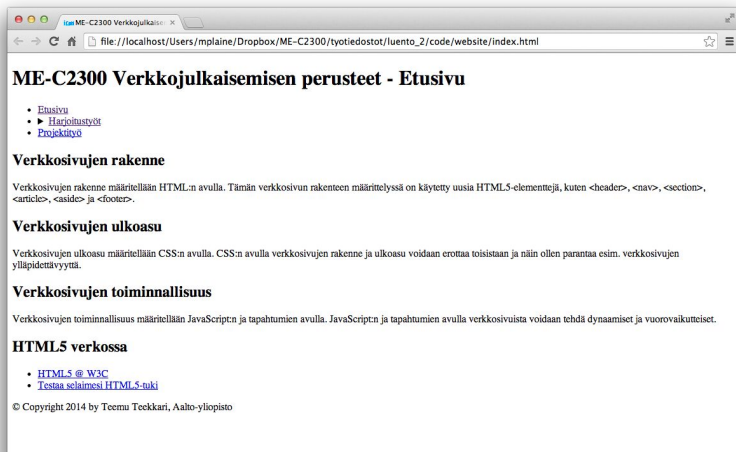 ME-C2300 Verkkojulkaisen
file://localhost/Users/mplaine/Dropbox/ME-C2300/tyotiedostot/luento_2/code/website/index.html
ME-C2300 Verkkojulkaisemisen perusteet - Etusivu
Etusivu
Harjoitustyöt
Projektityö
Verkkosivujen rakenne
Verkkosivujen rakenne määritellään HTML:n avulla. Tämän verkkosivun rakenteen määrittelyssä on käytetty uusia HTML5-elementtejä, kuten <header>, <nav>, <section>,
<article>, <aside> ja <footer>.
Verkkosivujen ulkoasu
Verkkosivujen ulkoasu määritellään CSS:n avulla. CSS:n avulla verkkosivujen rakenne ja ulkoasu voidaan erottaa toisistaan ja näin ollen parantaa esim. verkkosivujen
ylläpidettävyyttä.
Verkkosivujen toiminnallisuus
Verkkosivujen toiminnallisuus määritellään JavaScript:n ja tapahtumien avulla. JavaScript:n ja tapahtumien avulla verkkosivuista voidaan tehdä dynaamiset ja vuorovaikutteiset.
HTML5 verkossa
HTML5 @ W3C
Testaa selaimesi HTML5-tuki
© Copyright 2014 by Teemu Teekkari, Aalto-yliopisto